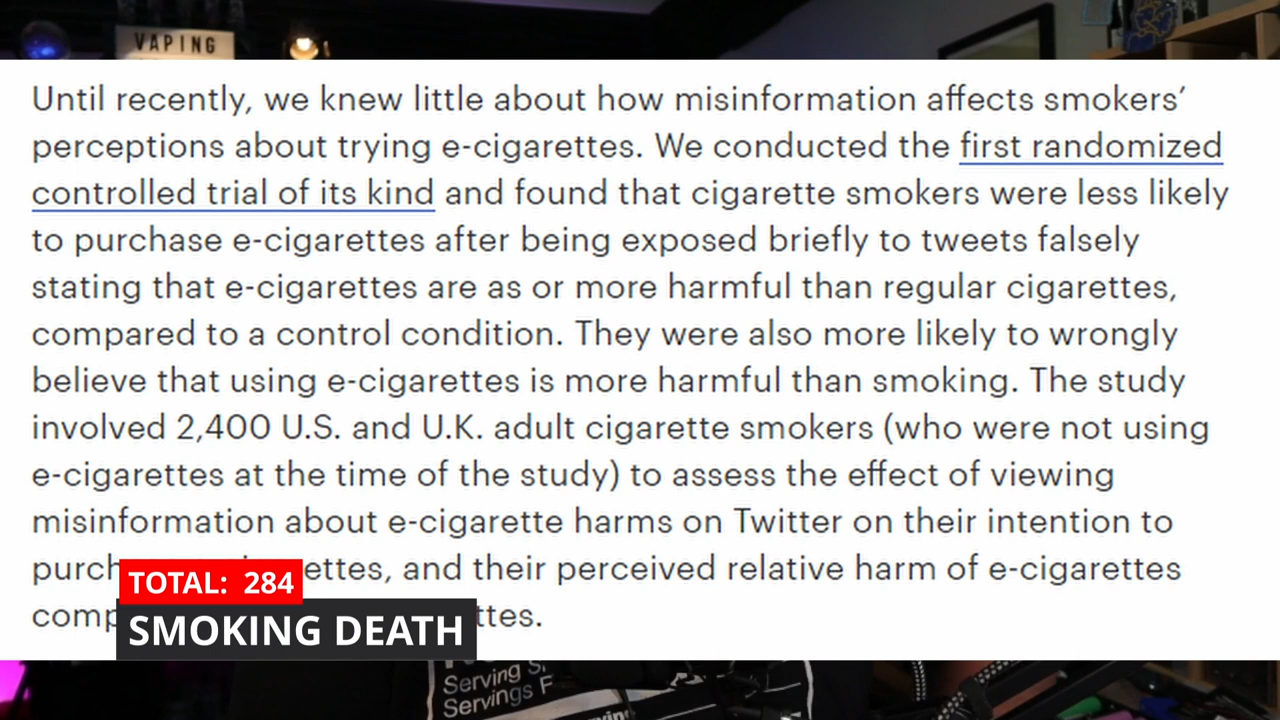 VAPING
Until recently, we knew little about how misinformation affects smokers’
perceptions about trying e-cigarettes. We conducted the first randomized
controlled trial of its kind and found that cigarette smokers were less likely
to purchase e-cigarettes after being exposed briefly to tweets falsely
stating that e-cigarettes are as or more harmful than regular cigarettes,
compared to a control condition. They were also more likely to wrongly
believe that using e-cigarettes is more harmful than smoking. The study
involved 2,400 U.S. and U.K. adult cigarette smokers (who were not using
e-cigarettes at the time of the study) to assess the effect of viewing
misinformation about e-cigarette harms on Twitter on their intention to
purch ettes, and their perceived relative harm of e-cigarettes
comp ttes.
TOTAL: 284
SMOKING DEATH
Serving S
Servings F